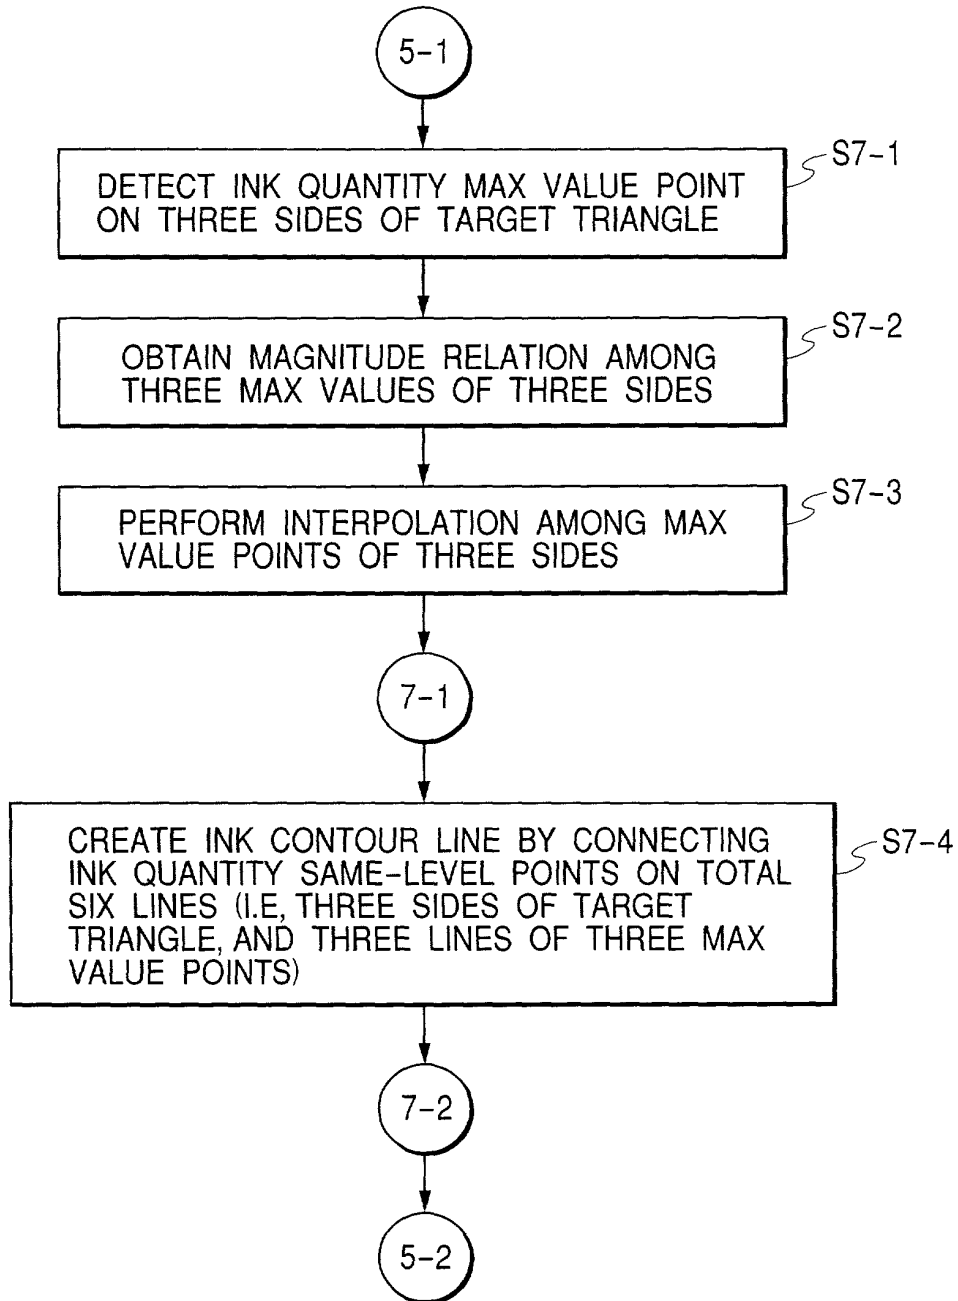 5-1
S7-1
DETECT INK QUANTITY MAX VALUE POINT
ON THREE SIDES OF TARGET TRIANGLE
S7-2
OBTAIN MAGNITUDE RELATION AMONG
THREE MAX VALUES OF THREE SIDES
S7-3
PERFORM INTERPOLATION AMONG MAX
VALUE POINTS OF THREE SIDES
7-1
S7-4
CREATE INK CONTOUR LINE BY CONNECTING
INK QUANTITY SAME-LEVEL POINTS ON TOTAL
SIX LINES (I.E, THREE SIDES OF TARGET
TRIANGLE, AND THREE LINES OF THREE MAX
VALUE POINTS)
7-2
5-2